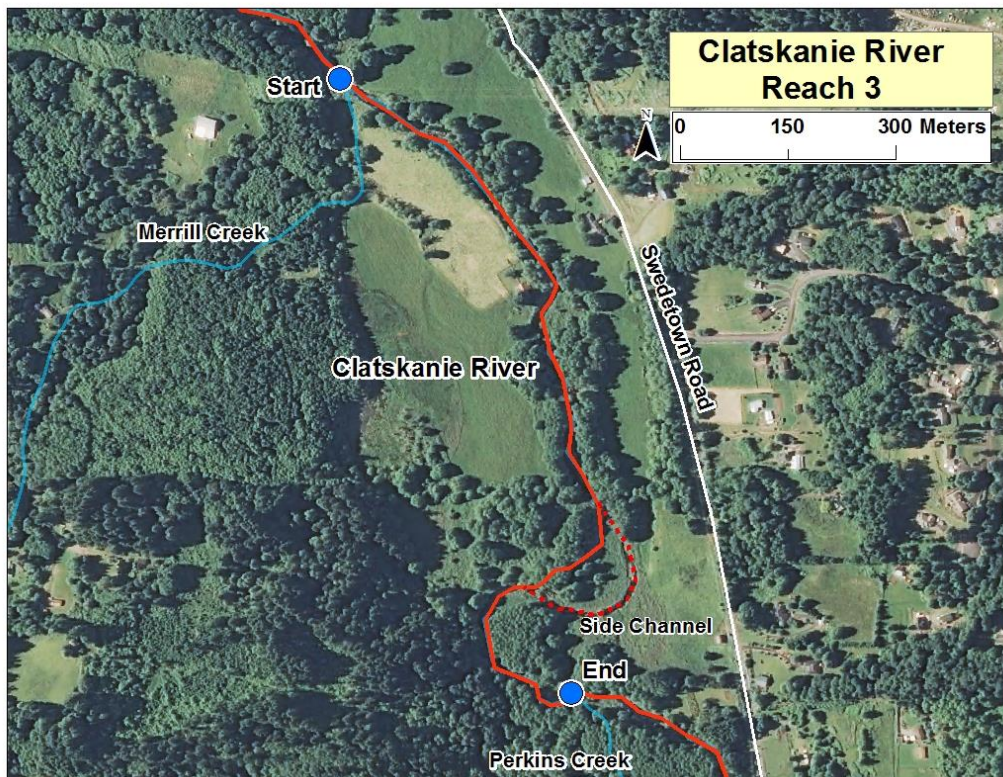 Clatskanie River
Reach 3
0 150 300 Meters
N
Start
Merrill Creek
Swedetown Road
Clatskanie River
Side Channel
End
Perkins Creek